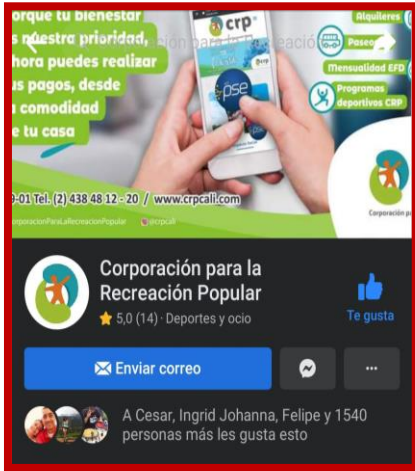 orque tu bienestar
s nuestra prioridad,
hora puedes realizar
us pagos, desde
a comodidad
e tu casa
crp
pse
Alquileres
Paseo
Mensualidad EFD
Programas
deportivos CRP
9-01 Tel. (2) 438 48 12 - 20 / www.crpcali.com
orporacionParaLaRecreacionPopular @crpcali
Corporación pa
Corporación para la
Recreación Popular
5,0 (14) · Deportes y ocio
Te gusta
Enviar correo
A Cesar, Ingrid Johanna, Felipe y 1540
personas más les gusta esto